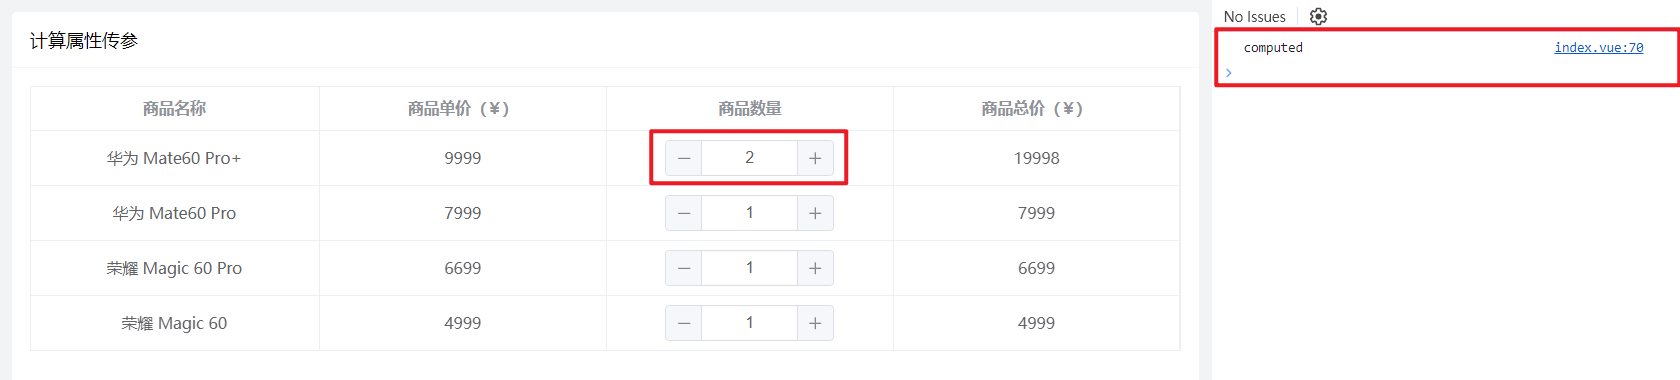 计算属性传参
商品名称 商品单价（¥） 商品数量 商品总价（¥）
华为 Mate60 Pro+ 9999 － 2 + 19998
华为 Mate60 Pro 7999 － 1 + 7999
荣耀 Magic 60 Pro 6699 － 1 + 6699
荣耀 Magic 60 4999 － 1 + 4999
No Issues
computed index.vue:70
>